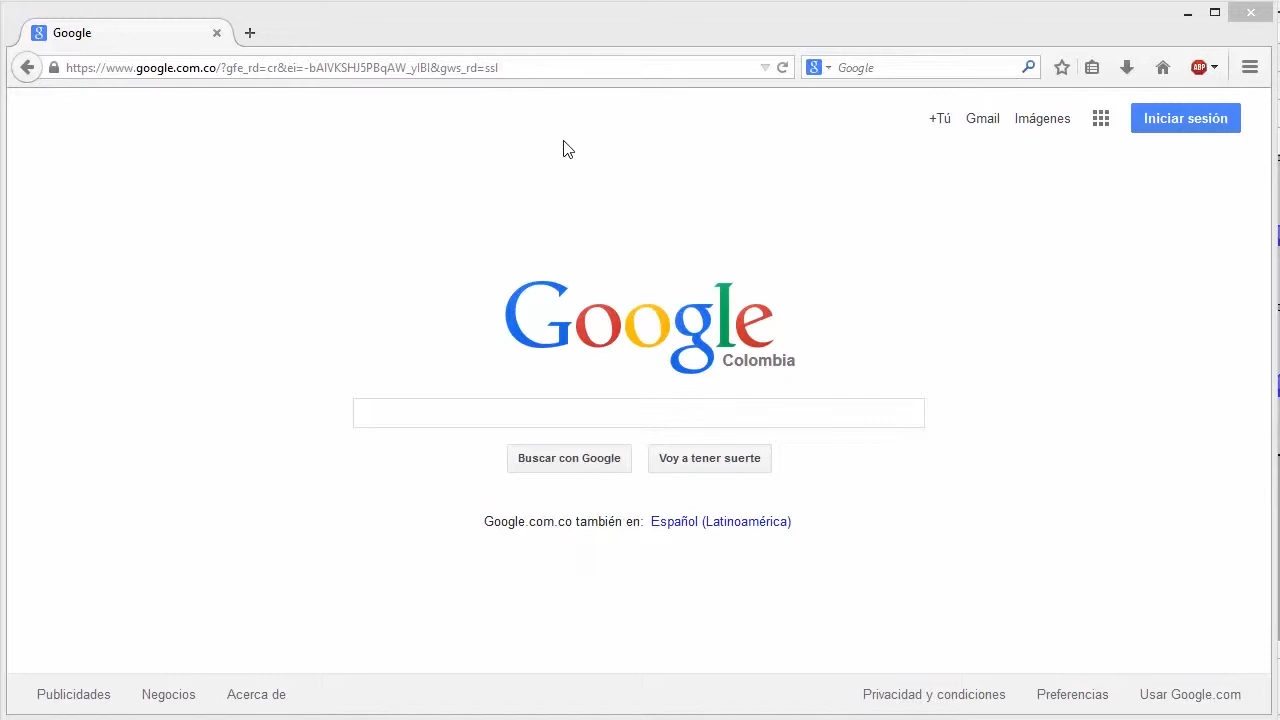 Google
https://www.google.com.co/?gfe_rd=cr&ei=-bAIVKSHJ5PBqAW_yIBI&gws_rd=ssl
Google
ABP
+Tú Gmail Imágenes Iniciar sesión
Google
Colombia
Buscar con Google Voy a tener suerte
Google.com.co también en: Español (Latinoamérica)
Publicidades Negocios Acerca de Privacidad y condiciones Preferencias Usar Google.com